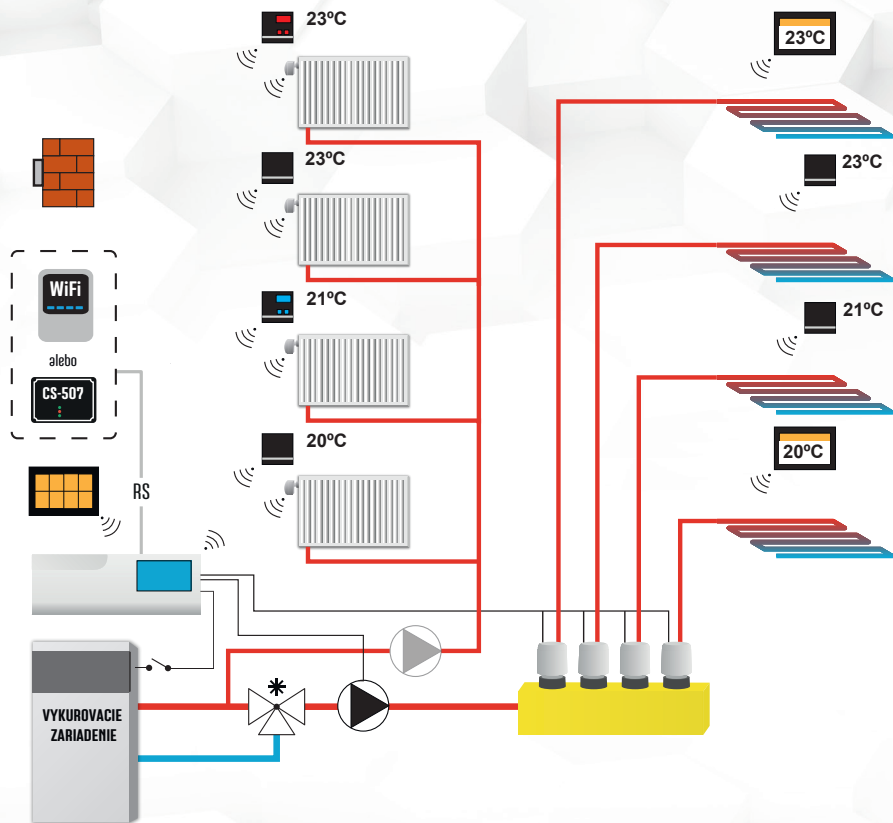 23ºC
23ºC
23ºC
23ºC
WiFi
alebo
CS-507
21ºC
21ºC
20ºC
20ºC
RS
VYKUROVACIE
ZARIADENIE